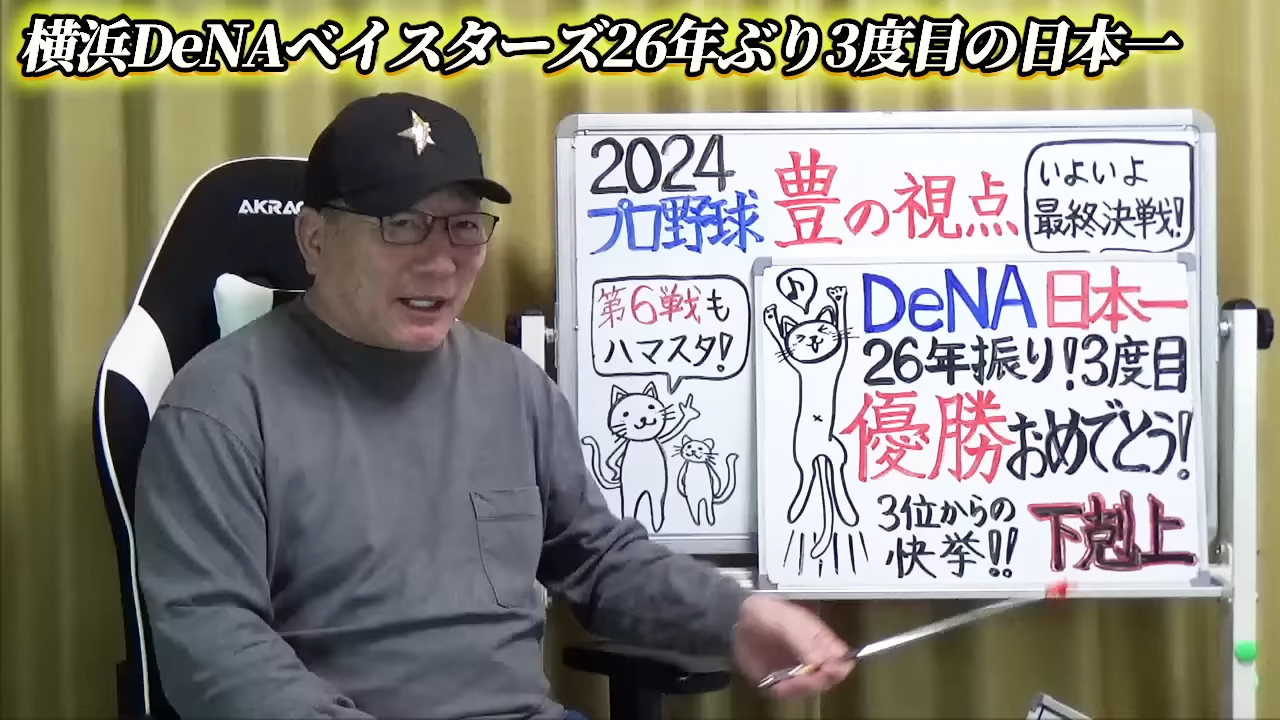 横浜DeNAベイスターズ26年ぶり3度目の日本一
AKRAC
2024
プロ野球
豊の視点
いよいよ
最終決戦!
第6戦も
ハマスタ!
DeNA日本一
26年振り!3度目
優勝おめでとう!
3位からの
快挙!!
下剋上